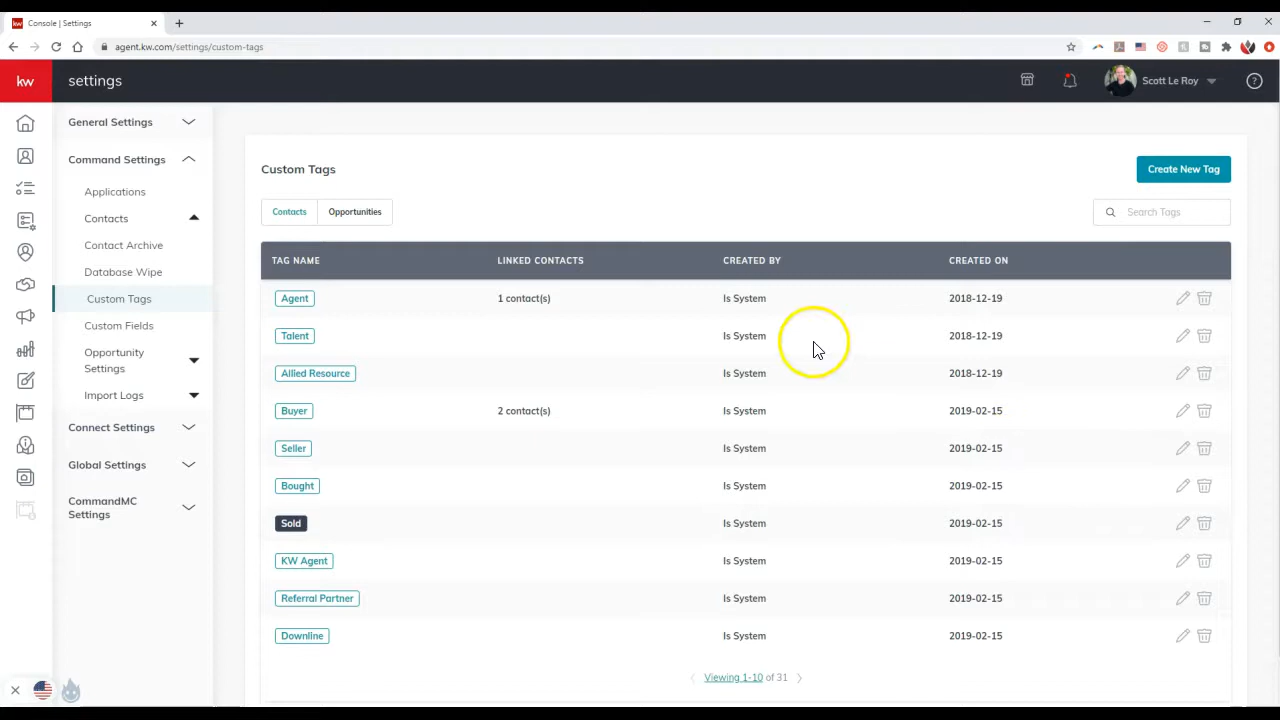 Console | Settings
agent.kw.com/settings/custom-tags
kw
settings
Scott Le Roy
General Settings
Command Settings
Applications
Contacts
Contact Archive
Database Wipe
Custom Tags
Custom Fields
Opportunity
Settings
Import Logs
Connect Settings
Global Settings
CommandMC
Settings
Custom Tags
Create New Tag
Contacts Opportunities
Search Tags
TAG NAME LINKED CONTACTS CREATED BY CREATED ON
Agent 1 contact(s) Is System 2018-12-19
Talent Is System 2018-12-19
Allied Resource Is System 2018-12-19
Buyer 2 contact(s) Is System 2019-02-15
Seller Is System 2019-02-15
Bought Is System 2019-02-15
Sold Is System 2019-02-15
KW Agent Is System 2019-02-15
Referral Partner Is System 2019-02-15
Downline Is System 2019-02-15
Viewing 1-10 of 31